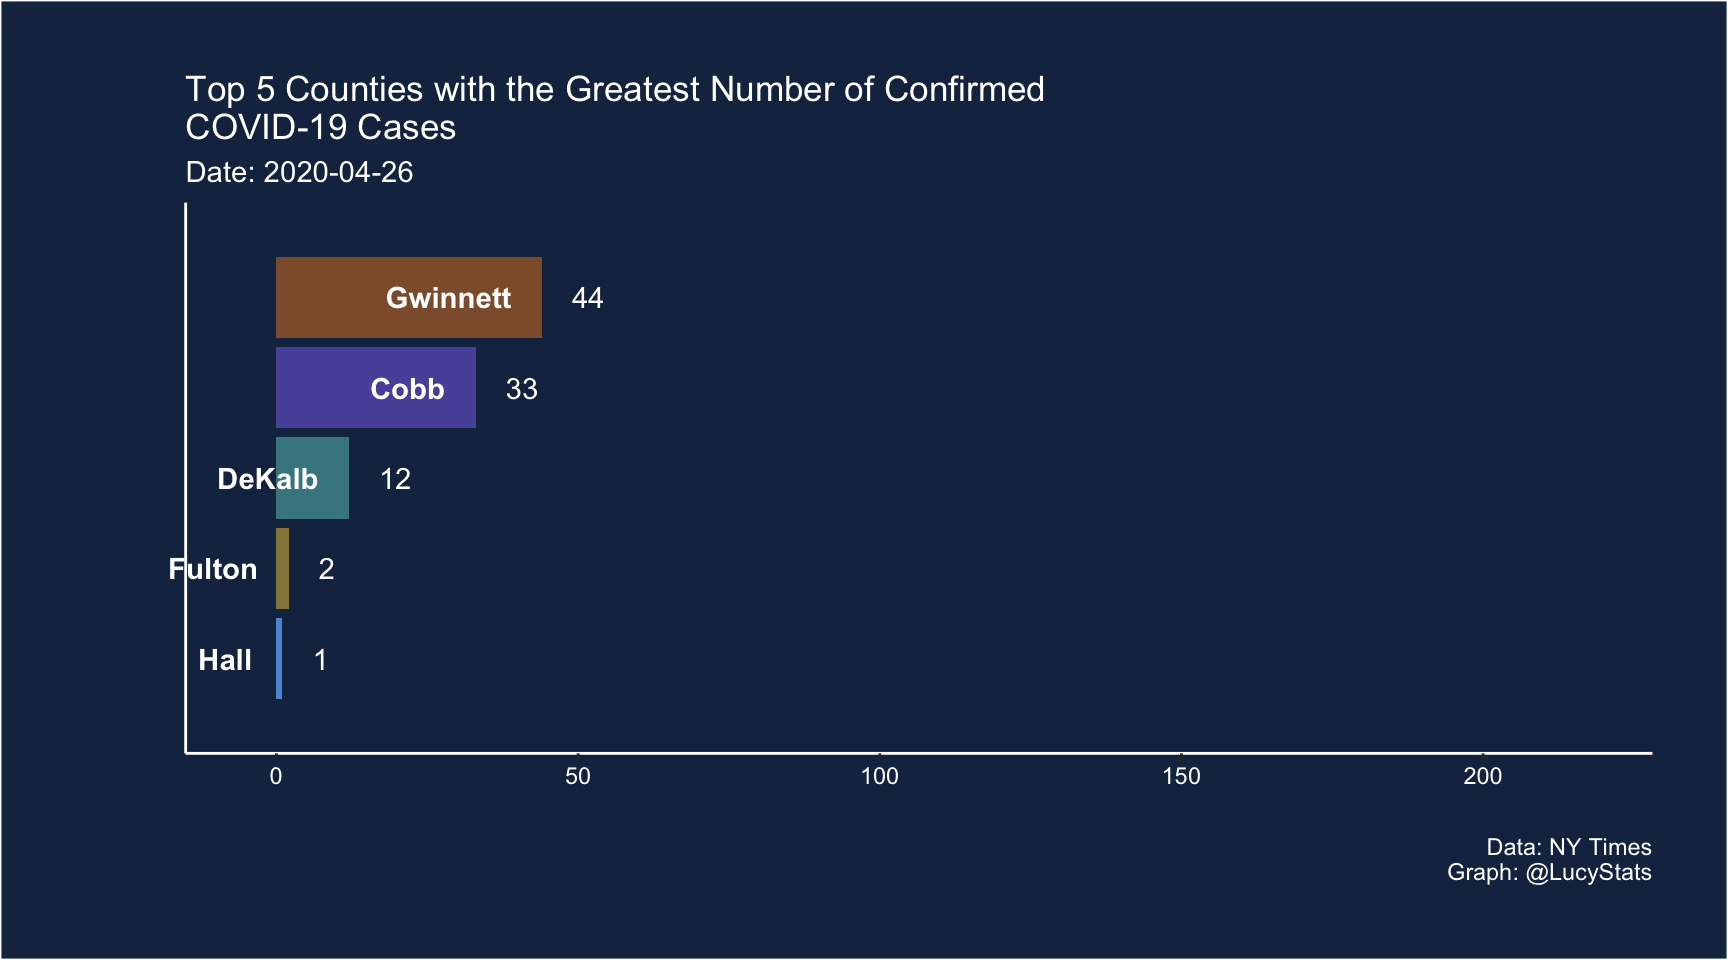 Top 5 Counties with the Greatest Number of Confirmed
COVID-19 Cases
Date: 2020-04-26
Gwinnett 44
Cobb 33
DeKalb 12
Fulton 2
Hall 1
0 50 100 150 200
Data: NY Times
Graph: @LucyStats